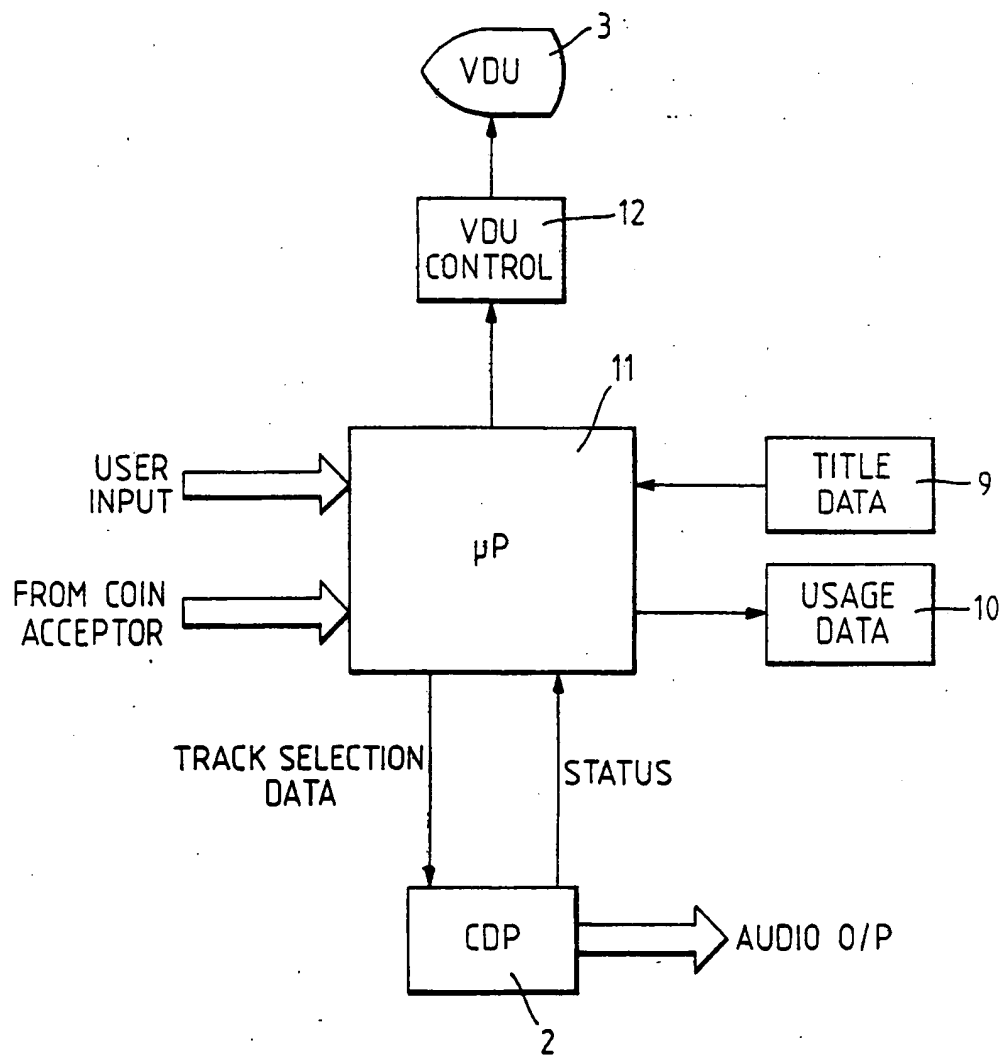 3
VDU
12
VDU
CONTROL
11
USER
INPUT
TITLE
DATA
9
µP
FROM COIN
ACCEPTOR
USAGE
DATA
10
TRACK SELECTION
DATA
STATUS
CDP
AUDIO O/P
2